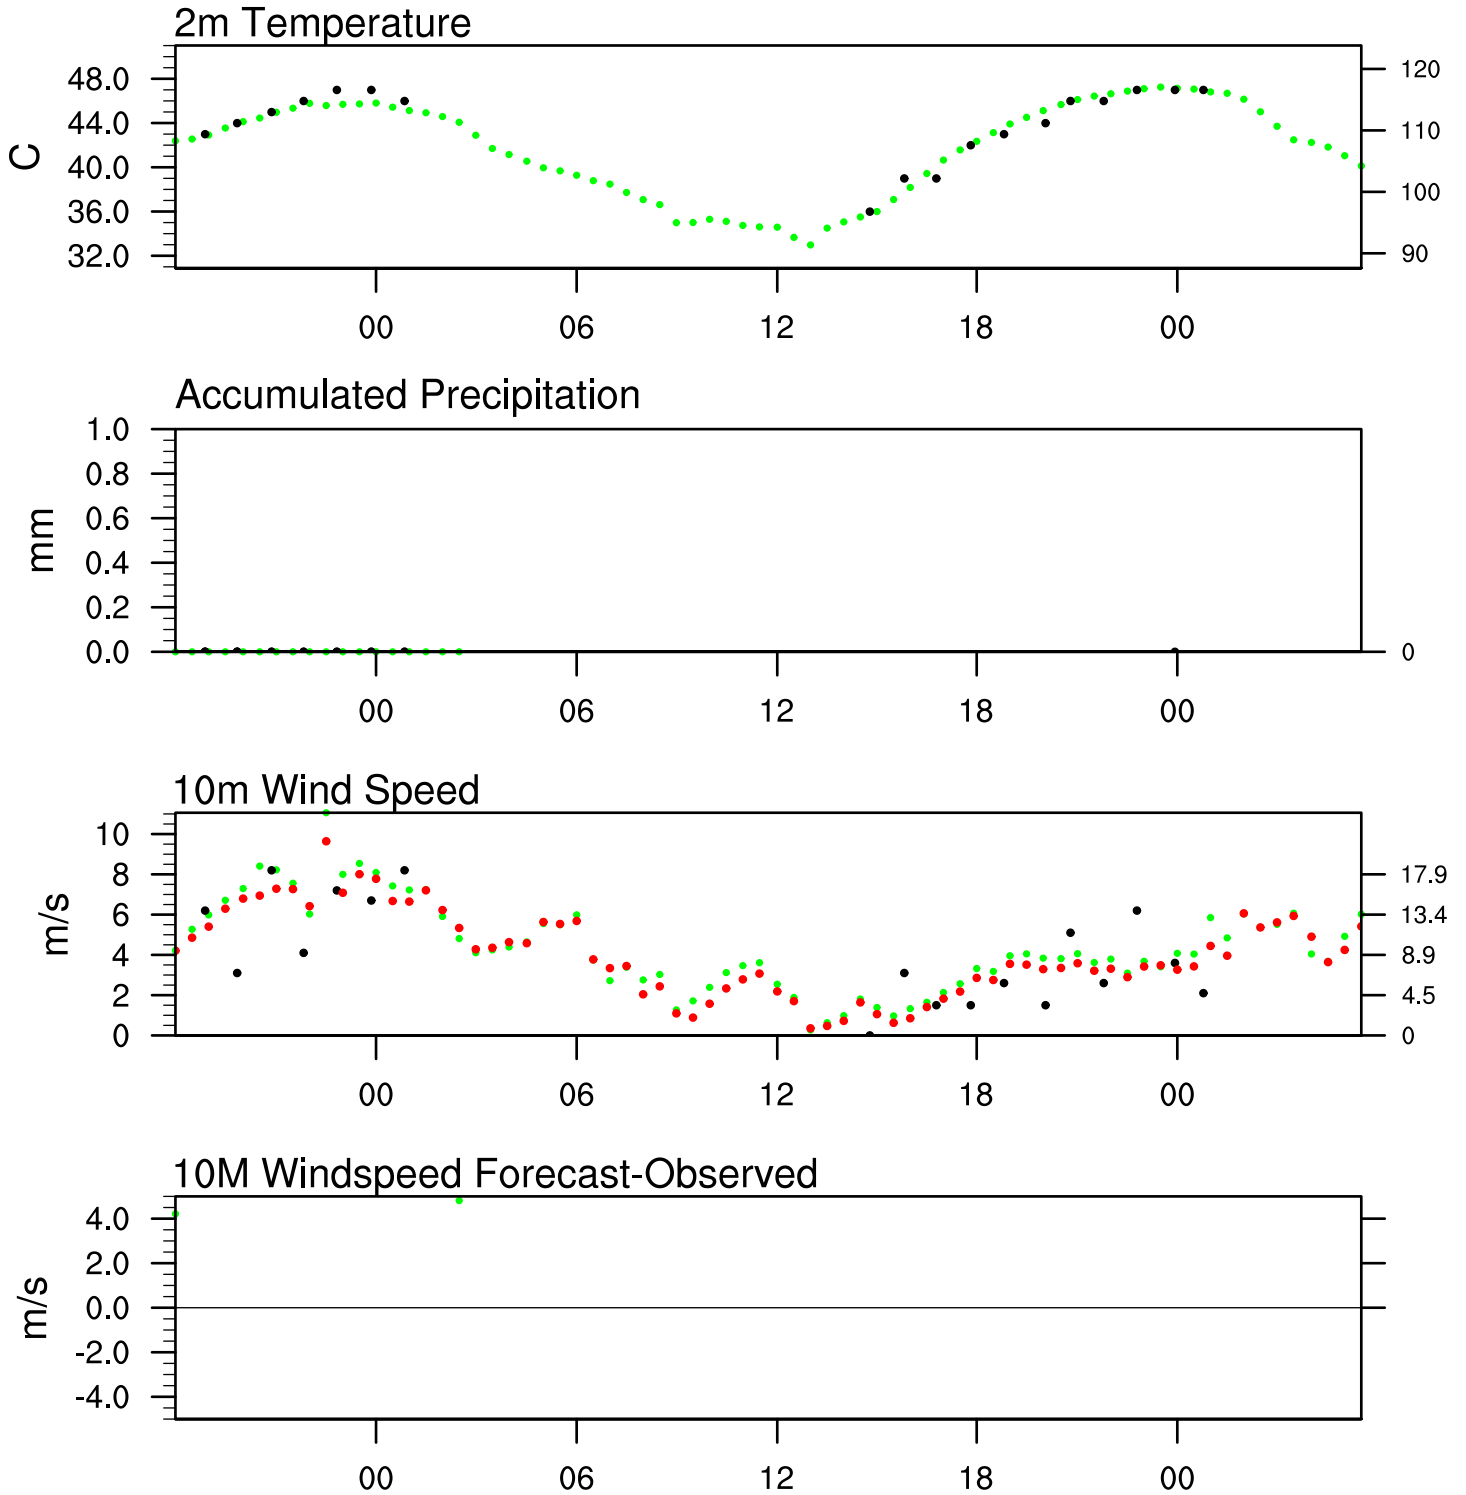 2m Temperature
48.0
44.0
40.0
36.0
32.0
C
120
110
100
90
00 06 12 18 00
Accumulated Precipitation
1.0
0.8
0.6
0.4
0.2
0.0
mm
0
00 06 12 18 00
10m Wind Speed
10
8
6
4
2
0
m/s
17.9
13.4
8.9
4.5
0
00 06 12 18 00
10M Windspeed Forecast-Observed
4.0
2.0
0.0
-2.0
-4.0
m/s
00 06 12 18 00